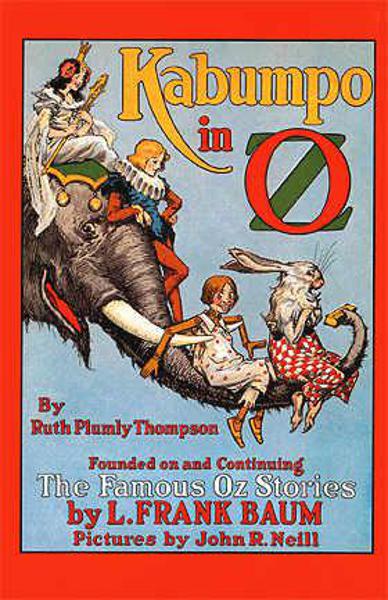 Kabumpo
in OZ
By
Ruth Plumly Thompson
Founded on and Continuing
The Famous Oz Stories
by L. FRANK BAUM
Pictures by John R. Neill